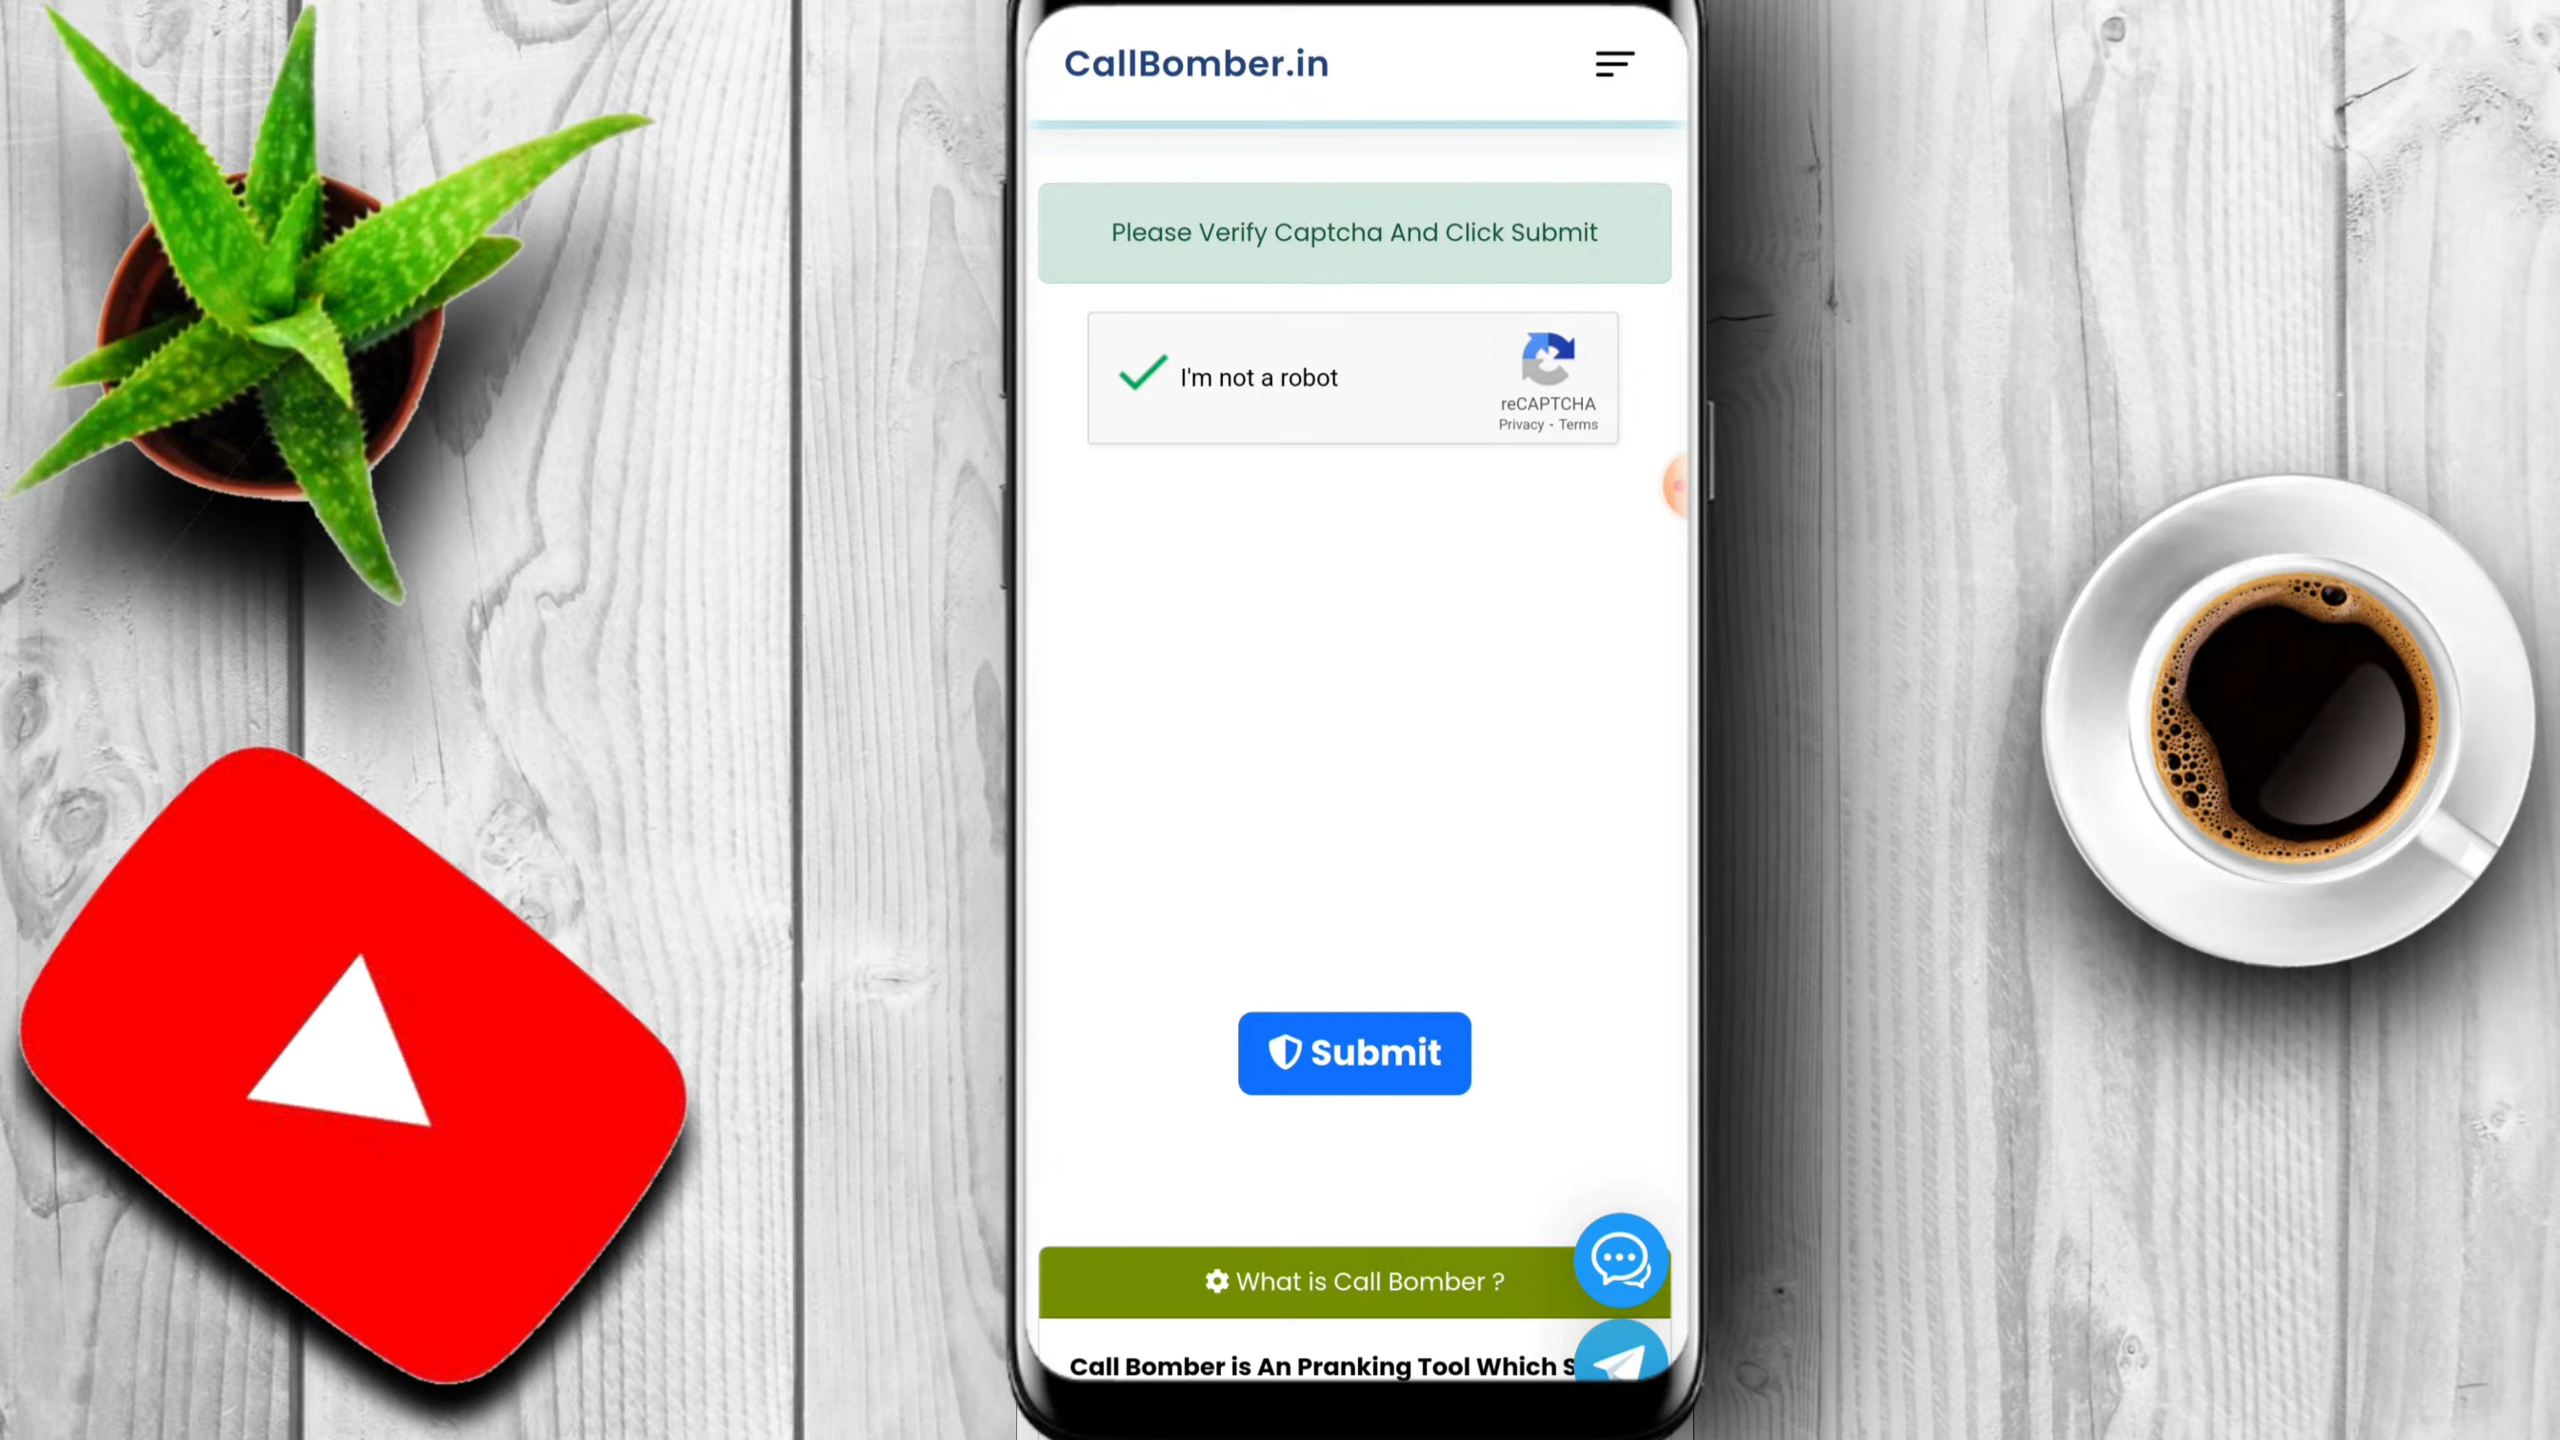 CallBomber.in
Please Verify Captcha And Click Submit
I'm not a robot
reCAPTCHA
Privacy - Terms
Submit
What is Call Bomber ?
Call Bomber is An Pranking Tool Which